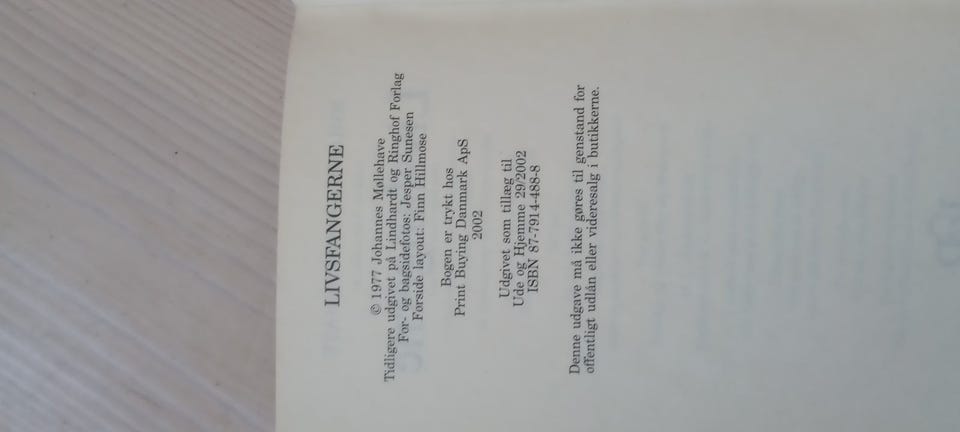 LIVSFANGERNE
© 1977 Johannes Møllehave
Tidligere udgivet på Lindhardt og Ringhof Forlag
For- og bagsidefotos: Jesper Sunesen
Forside layout: Finn Hillmose
Bogen er trykt hos
Print Buying Danmark ApS
2002
Udgivet som tillæg til
Ude og Hjemme 29/2002
ISBN 87-7914-488-8
Denne udgave må ikke gøres til genstand for
offentligt udlån eller videresalg i butikkerne.